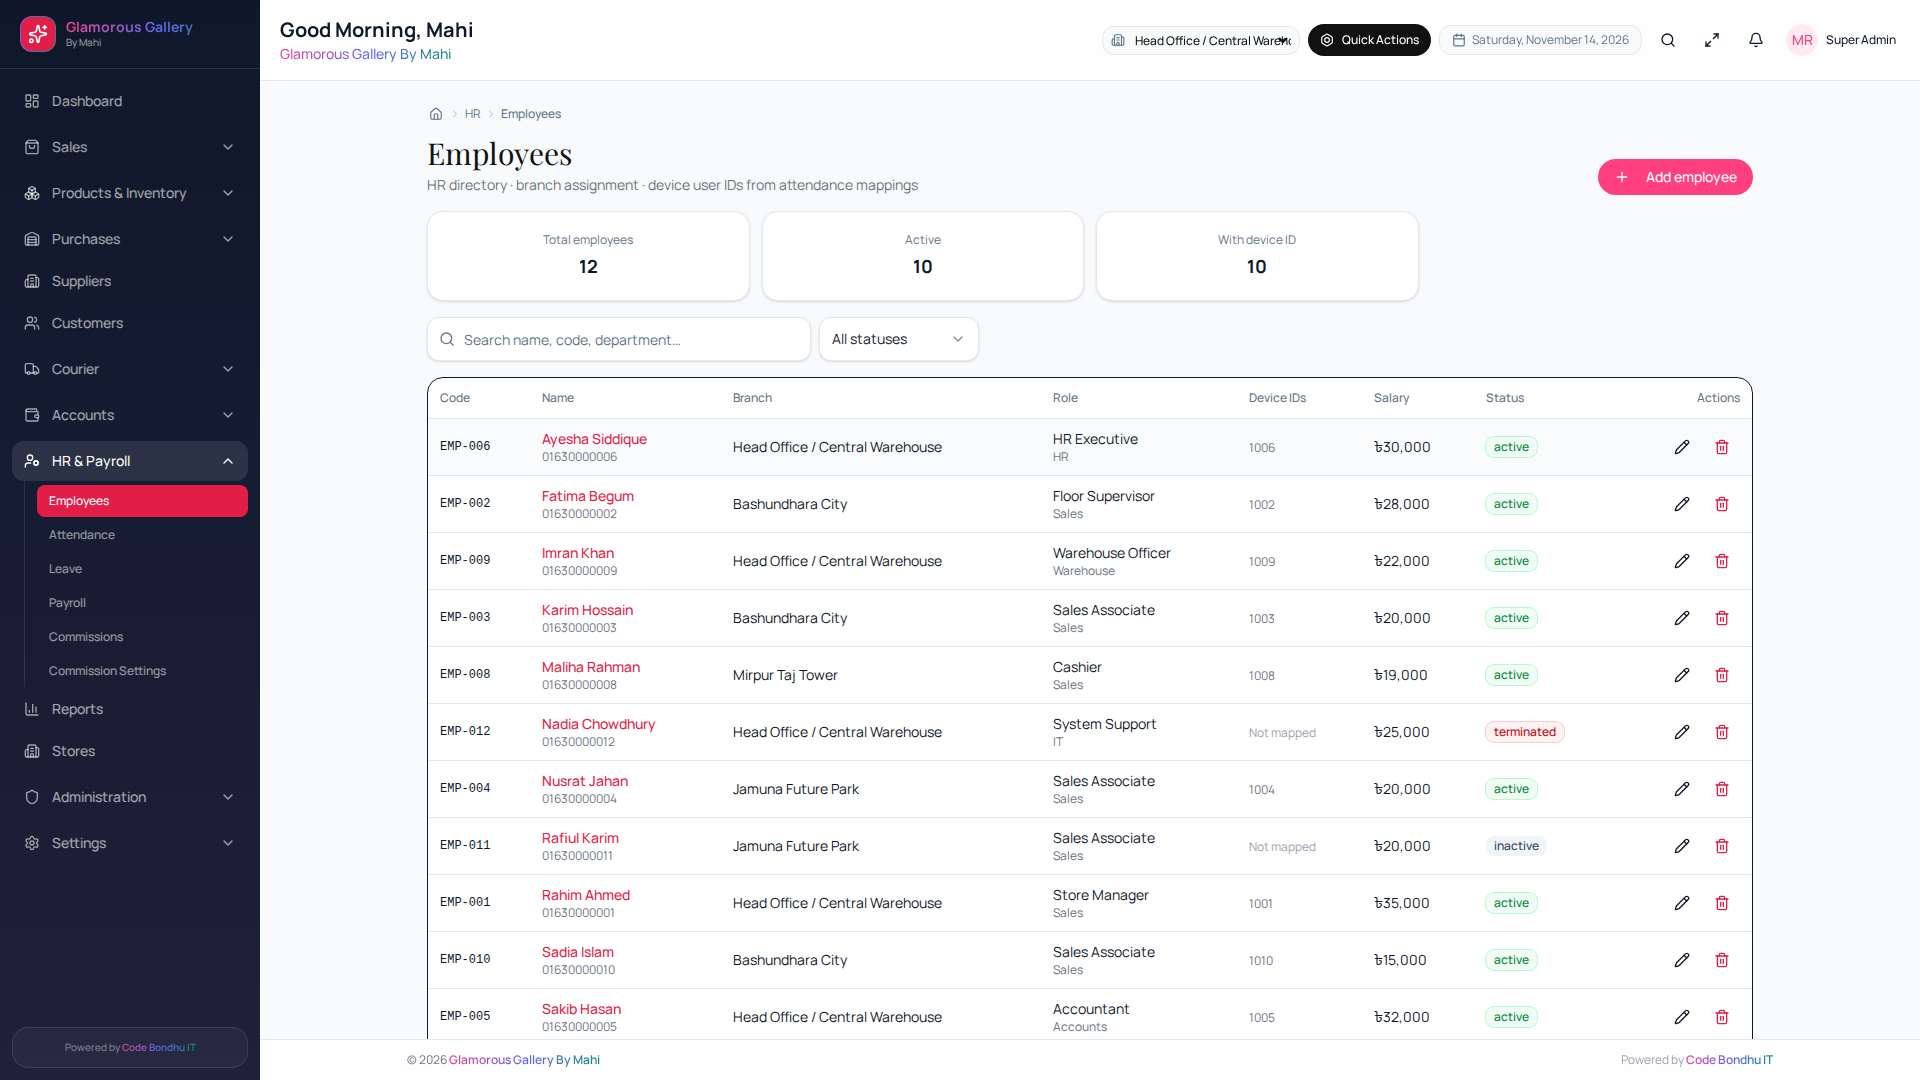 Glamorous Gallery
By Mahi
Dashboard
Sales
Products & Inventory
Purchases
Suppliers
Customers
Courier
Accounts
HR & Payroll
Employees
Attendance
Leave
Payroll
Commissions
Commission Settings
Reports
Stores
Administration
Settings
Powered by Code Bondhu IT
Good Morning, Mahi
Glamorous Gallery By Mahi
Head Office / Central
Quick Actions
Saturday, November 14, 2026
MR
Super Admin
HR
Employees
Employees
HR directory · branch assignment · device user IDs from attendance mappings
Add employee
Total employees
12
Active
10
With device ID
10
Search name, code, department...
All statuses
Code Name Branch Role Device IDs Salary Status Actions
EMP-006 Ayesha Siddique 01630000006 Head Office / Central Warehouse HR Executive HR 1006 ৳30,000 active
EMP-002 Fatima Begum 01630000002 Bashundhara City Floor Supervisor Sales 1002 ৳28,000 active
EMP-009 Imran Khan 01630000009 Head Office / Central Warehouse Warehouse Officer Warehouse 1009 ৳22,000 active
EMP-003 Karim Hossain 01630000003 Bashundhara City Sales Associate Sales 1003 ৳20,000 active
EMP-008 Maliha Rahman 01630000008 Mirpur Taj Tower Cashier Sales 1008 ৳19,000 active
EMP-012 Nadia Chowdhury 01630000012 Head Office / Central Warehouse System Support IT Not mapped ৳25,000 terminated
EMP-004 Nusrat Jahan 01630000004 Jamuna Future Park Sales Associate Sales 1004 ৳20,000 active
EMP-011 Rafiul Karim 01630000011 Jamuna Future Park Sales Associate Sales Not mapped ৳20,000 inactive
EMP-001 Rahim Ahmed 01630000001 Head Office / Central Warehouse Store Manager Sales 1001 ৳35,000 active
EMP-010 Sadia Islam 01630000010 Bashundhara City Sales Associate Sales 1010 ৳15,000 active
EMP-005 Sakib Hasan 01630000005 Head Office / Central Warehouse Accountant Accounts 1005 ৳32,000 active
© 2026 Glamorous Gallery By Mahi
Powered by Code Bondhu IT